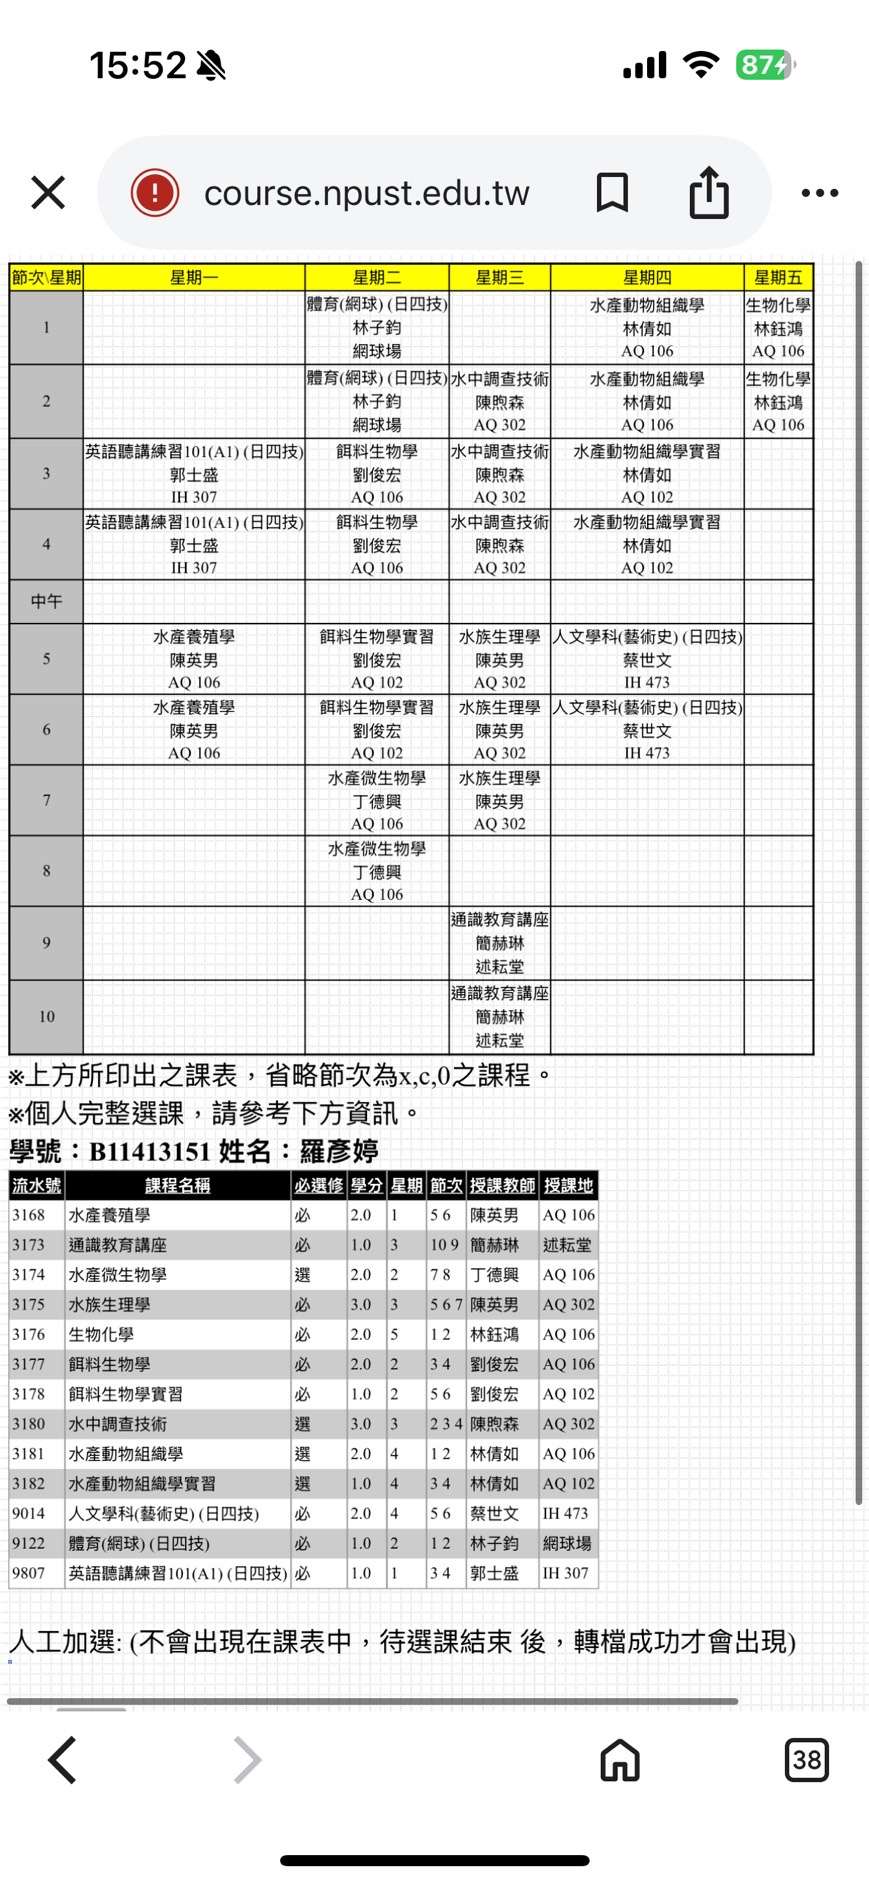 15:52
87
course.npust.edu.tw
節次\星期 星期一 星期二 星期三 星期四 星期五
1
體育(網球) (日四技)
林子鈞
網球場
水產動物組織學
林倩如
AQ 106
生物化學
林鈺鴻
AQ 106
2
體育(網球) (日四技)
林子鈞
網球場
水中調查技術
陳煦森
AQ 302
水產動物組織學
林倩如
AQ 106
生物化學
林鈺鴻
AQ 106
3
英語聽講練習101(A1) (日四技)
郭士盛
IH 307
餌料生物學
劉俊宏
AQ 106
水中調查技術
陳煦森
AQ 302
水產動物組織學實習
林倩如
AQ 102
4
英語聽講練習101(A1) (日四技)
郭士盛
IH 307
餌料生物學
劉俊宏
AQ 106
水中調查技術
陳煦森
AQ 302
水產動物組織學實習
林倩如
AQ 102
中午
5
水產養殖學
陳英男
AQ 106
餌料生物學實習
劉俊宏
AQ 102
水族生理學
陳英男
AQ 302
人文學科(藝術史) (日四技)
蔡世文
IH 473
6
水產養殖學
陳英男
AQ 106
餌料生物學實習
劉俊宏
AQ 102
水族生理學
陳英男
AQ 302
人文學科(藝術史) (日四技)
蔡世文
IH 473
7
水產微生物學
丁德興
AQ 106
水族生理學
陳英男
AQ 302
8
水產微生物學
丁德興
AQ 106
9
通識教育講座
簡赫琳
述耘堂
10
通識教育講座
簡赫琳
述耘堂
※上方所印出之課表，省略節次為x,c,0之課程。
※個人完整選課，請參考下方資訊。
學號：B11413151 姓名：羅彥婷
流水號 課程名稱 必選修 學分 星期 節次 授課教師 授課地
3168 水產養殖學 必 2.0 1 5 6 陳英男 AQ 106
3173 通識教育講座 必 1.0 3 10 9 簡赫琳 述耘堂
3174 水產微生物學 選 2.0 2 7 8 丁德興 AQ 106
3175 水族生理學 必 3.0 3 5 6 7 陳英男 AQ 302
3176 生物化學 必 2.0 5 1 2 林鈺鴻 AQ 106
3177 餌料生物學 必 2.0 2 3 4 劉俊宏 AQ 106
3178 餌料生物學實習 必 1.0 2 5 6 劉俊宏 AQ 102
3180 水中調查技術 選 3.0 3 2 3 4 陳煦森 AQ 302
3181 水產動物組織學 選 2.0 4 1 2 林倩如 AQ 106
3182 水產動物組織學實習 選 1.0 4 3 4 林倩如 AQ 102
9014 人文學科(藝術史) (日四技) 必 2.0 4 5 6 蔡世文 IH 473
9122 體育(網球) (日四技) 必 1.0 2 1 2 林子鈞 網球場
9807 英語聽講練習101(A1) (日四技) 必 1.0 1 3 4 郭士盛 IH 307
人工加選: (不會出現在課表中，待選課結束 後，轉檔成功才會出現)
38